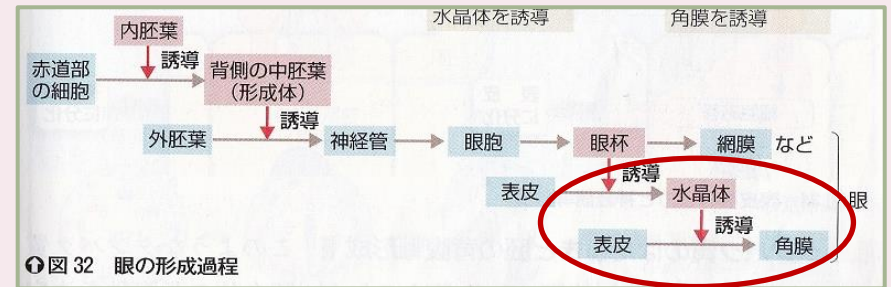 水晶体を誘導
角膜を誘導
内胚葉
誘導
赤道部
の細胞
背側の中胚葉
(形成体)
誘導
外胚葉
神経管
眼胞
眼杯
網膜 など
誘導
表皮
水晶体
眼
誘導
表皮
角膜
図32 眼の形成過程